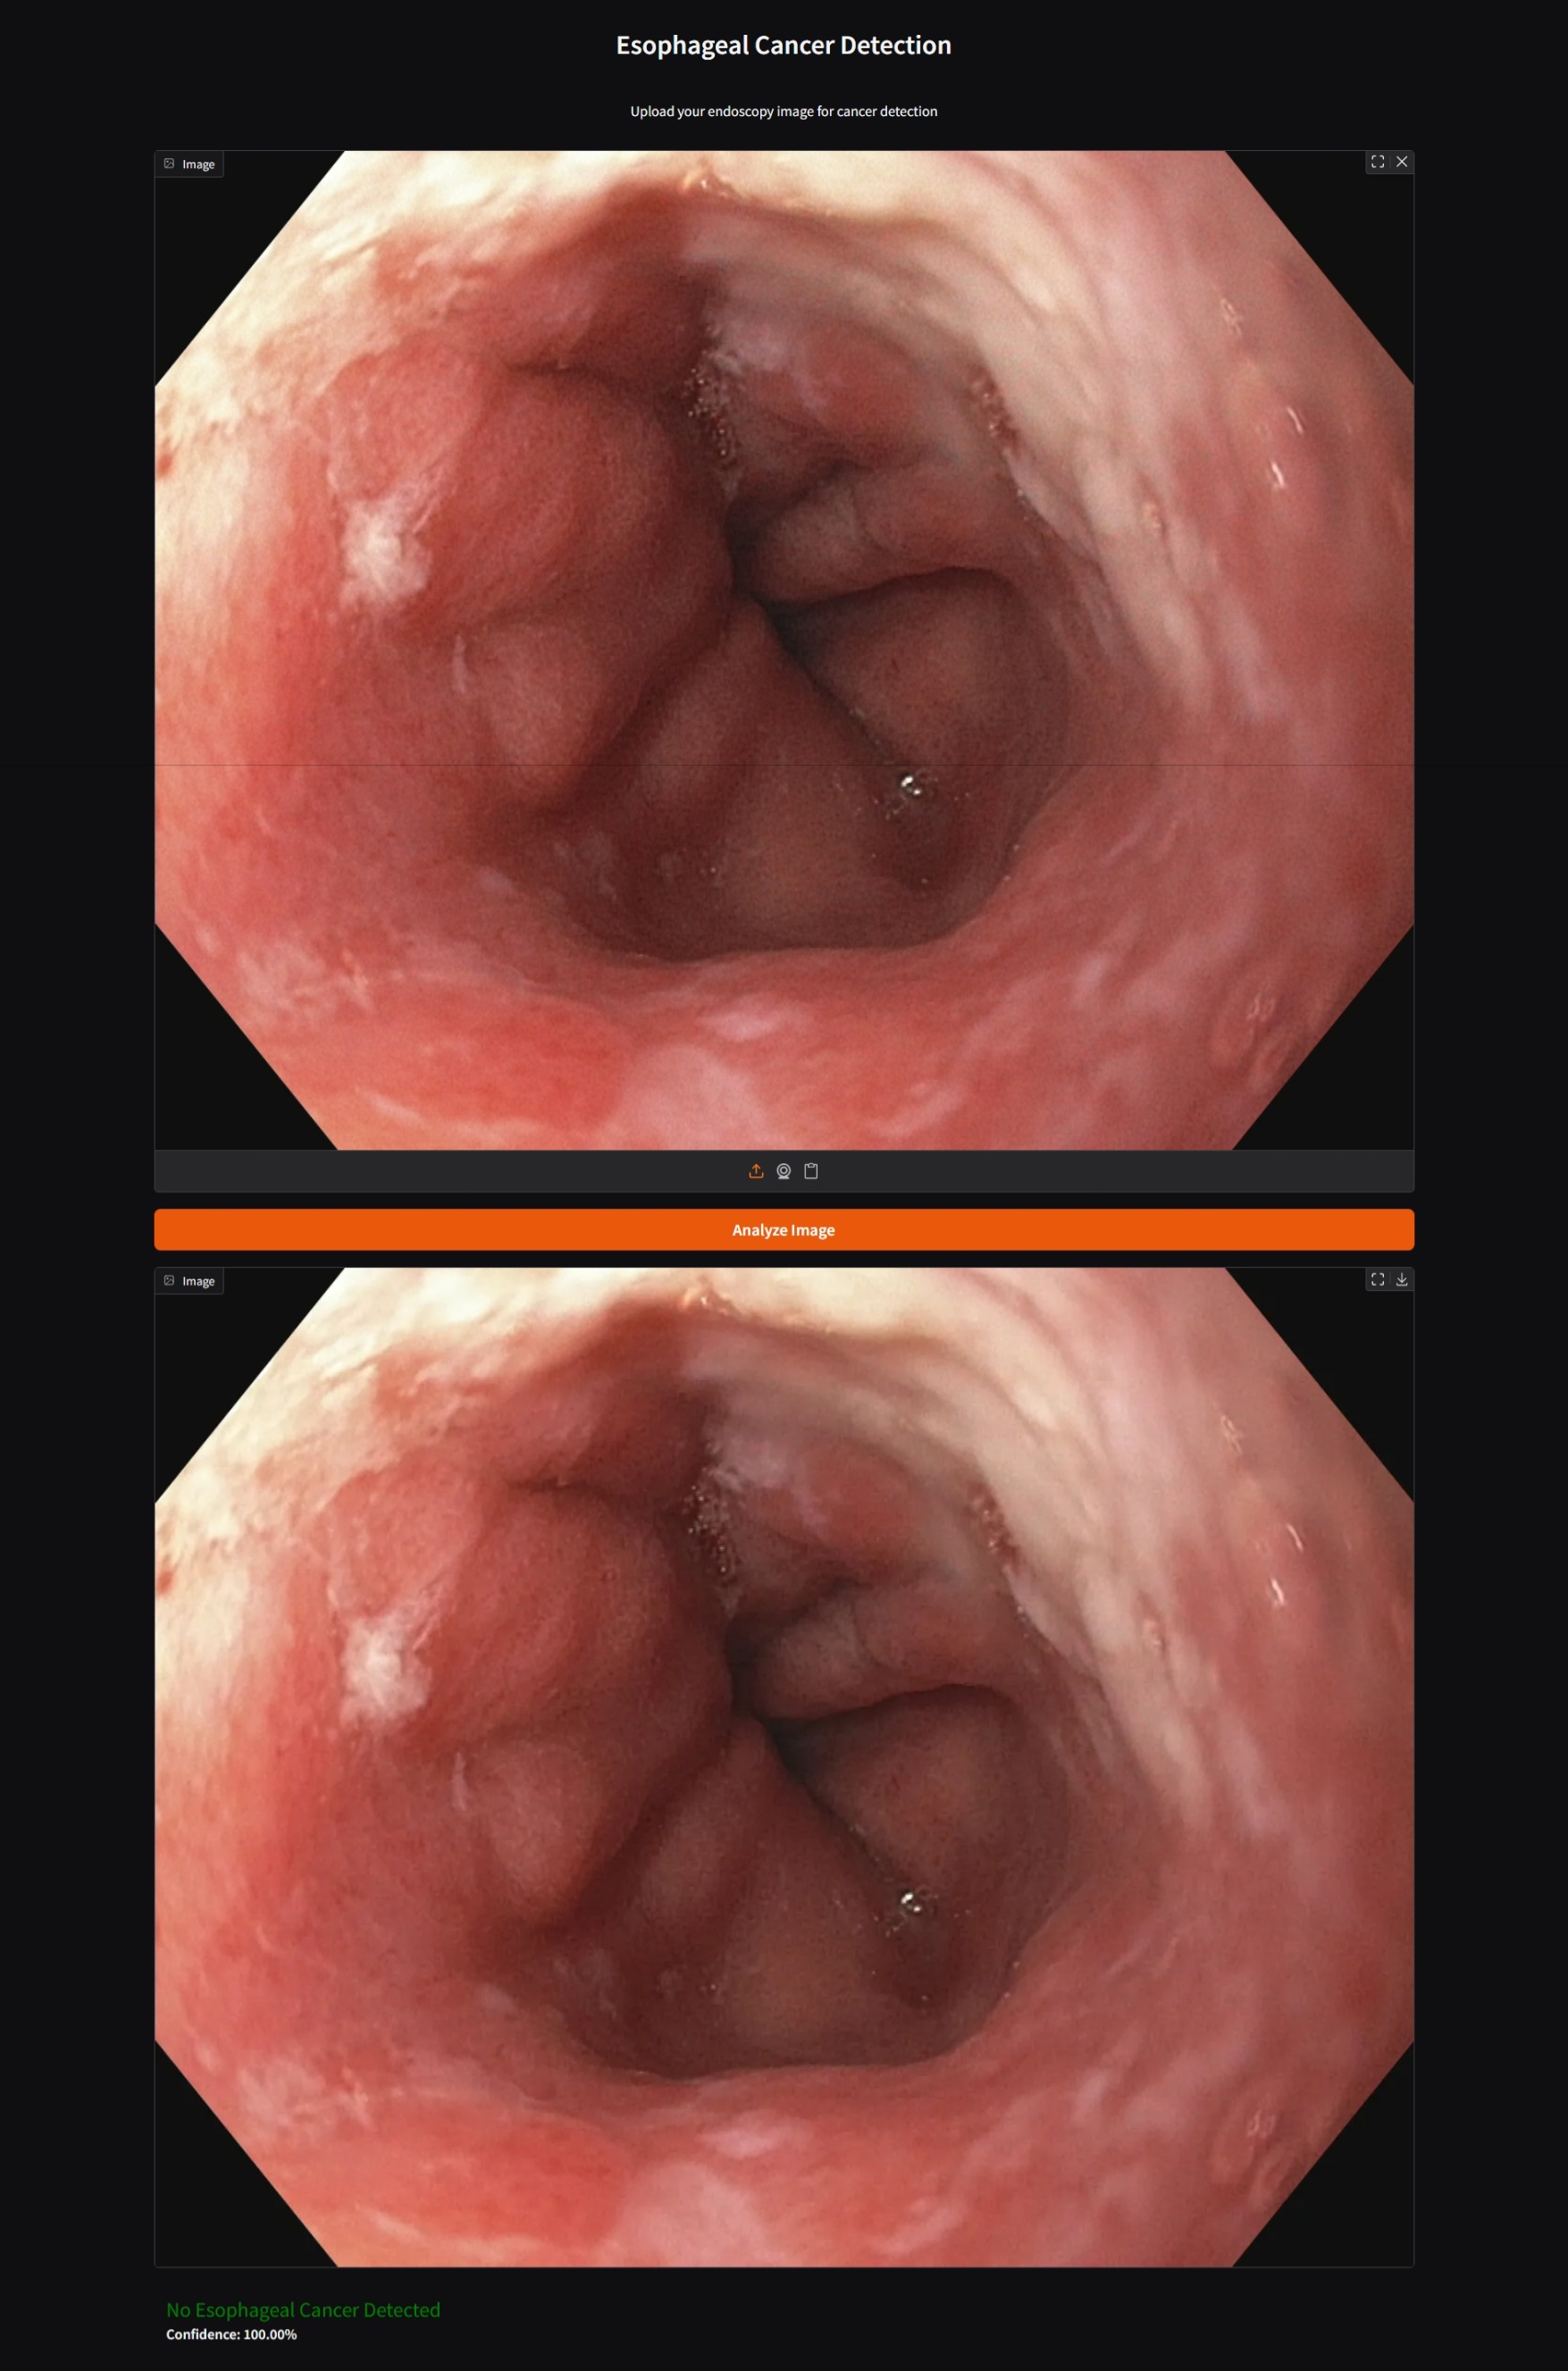 Esophageal Cancer Detection
Upload your endoscopy image for cancer detection
Image
Analyze Image
Image
No Esophageal Cancer Detected
Confidence: 100.00%